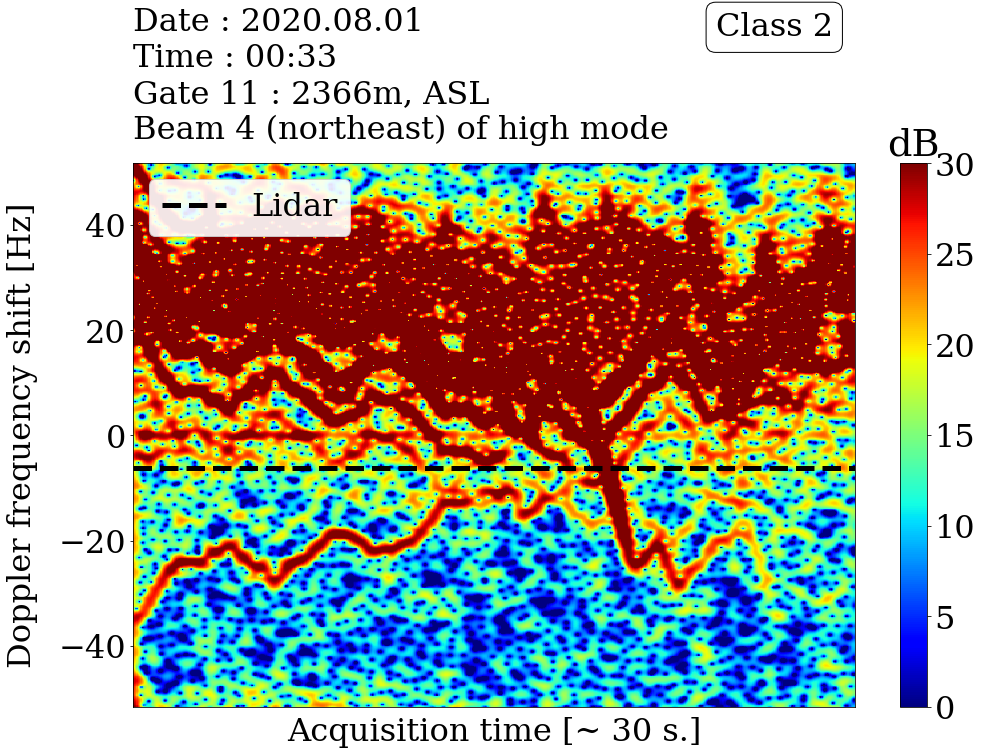 Date : 2020.08.01
Time : 00:33
Gate 11 : 2366m, ASL
Beam 4 (northeast) of high mode
Class 2
dB
Lidar
Doppler frequency shift [Hz]
40
20
0
−20
−40
Acquisition time [~ 30 s.]
30
25
20
15
10
5
0